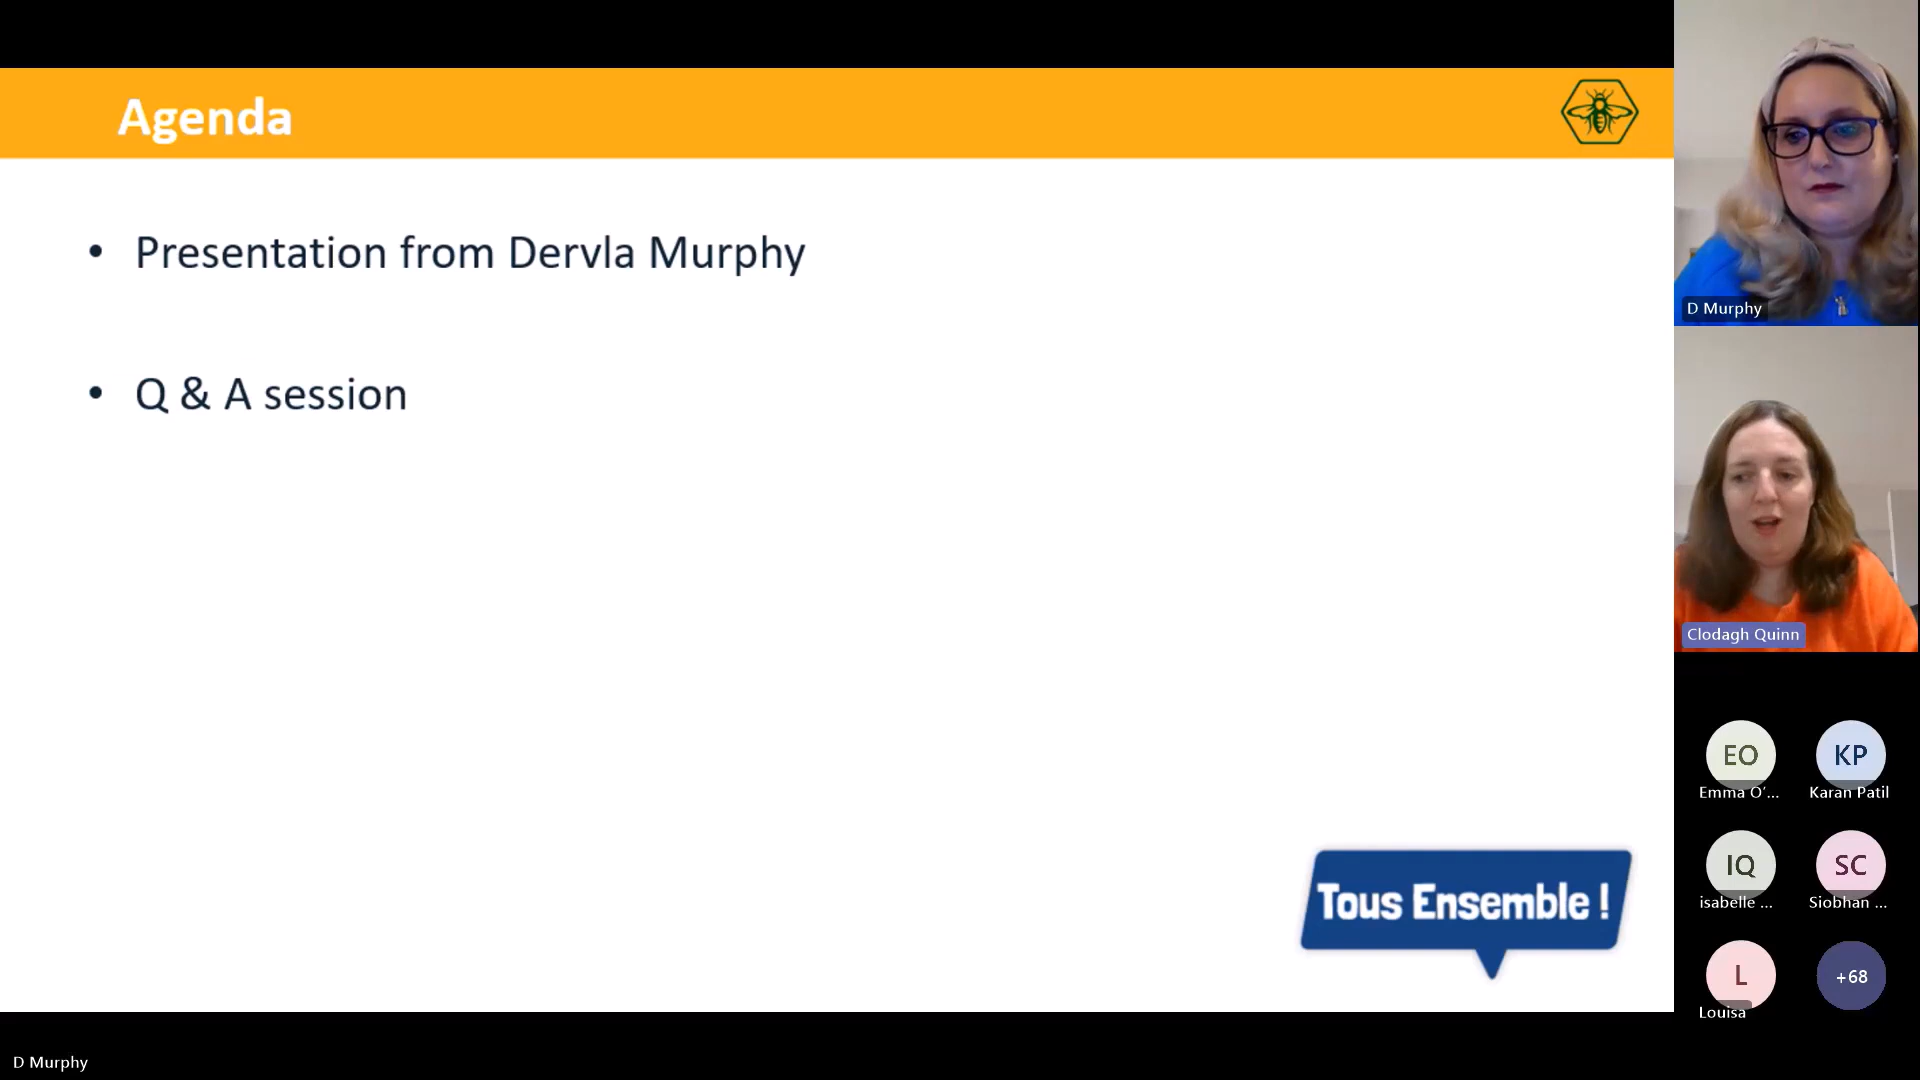 Agenda
• Presentation from Dervla Murphy
• Q & A session
Tous Ensemble !
D Murphy
Clodagh Quinn
EO
KP
Emma O'...
Karan Patil
IQ
SC
isabelle ...
Siobhan ...
L
+68
Louisa
D Murphy